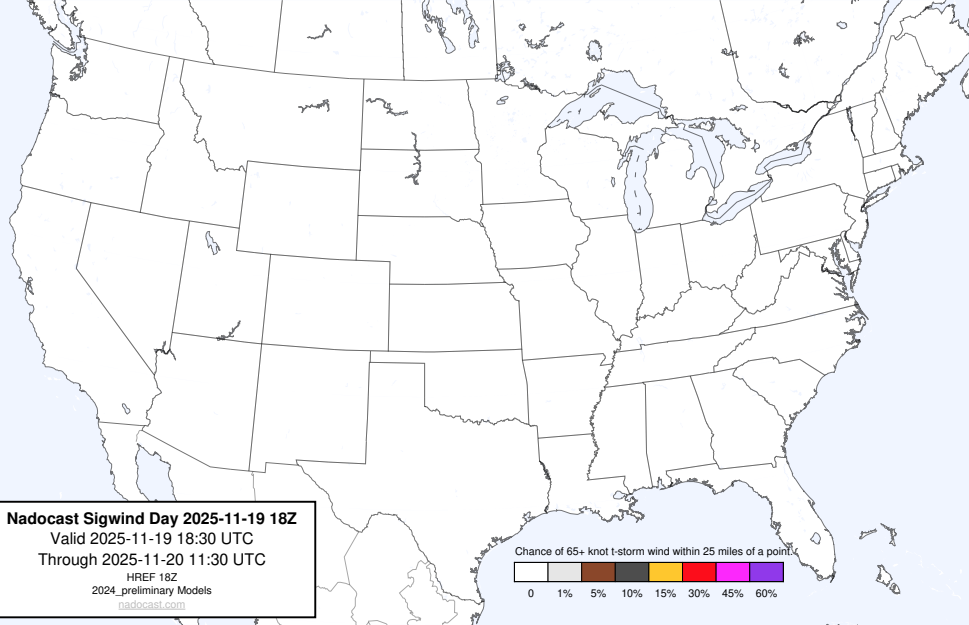 Nadocast Sigwind Day 2025-11-19 18Z
Valid 2025-11-19 18:30 UTC
Through 2025-11-20 11:30 UTC
HREF 18Z
2024_preliminary Models
nadocast.com
Chance of 65+ knot t-storm wind within 25 miles of a point.
0 1% 5% 10% 15% 30% 45% 60%